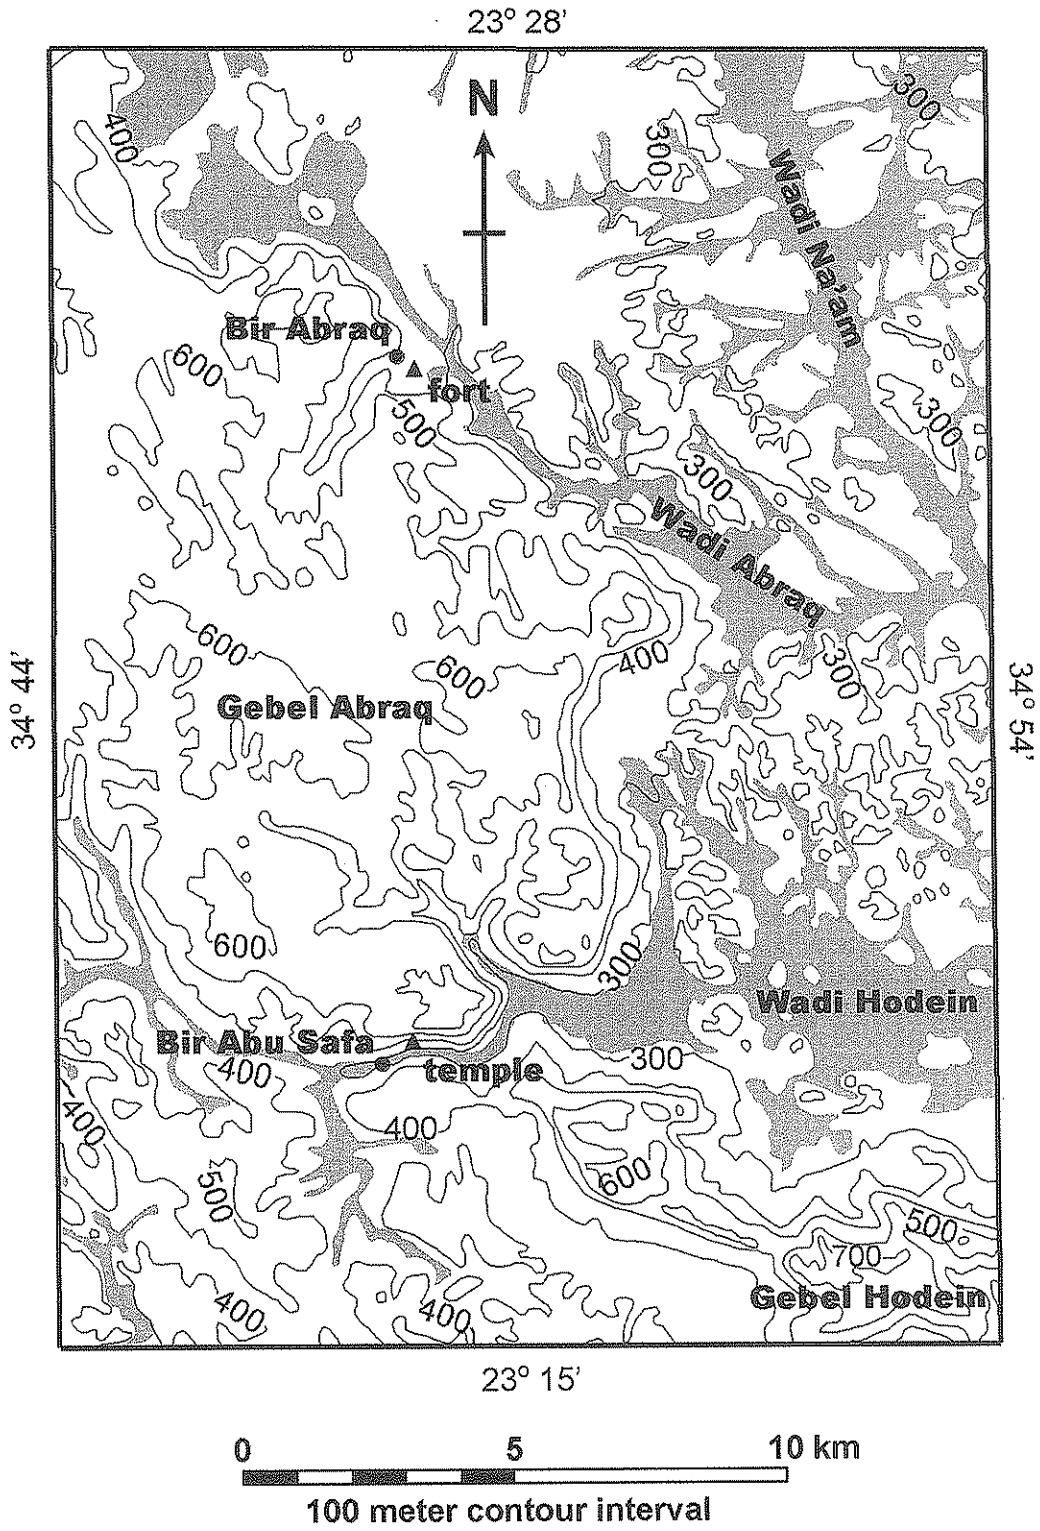 23° 28'
N
400
300
300
Wadi Na'am
Bir Abraq
600
fort
500
300
300
Wadi Abraq
600
600
400
300
34° 44'
34° 54'
Gebel Abraq
600
300
Wadi Hodein
Bir Abu Safa
400
temple
300
400
400
500
600
500
700
Gebel Hodein
400
400
23° 15'
0 5 10 km
100 meter contour interval